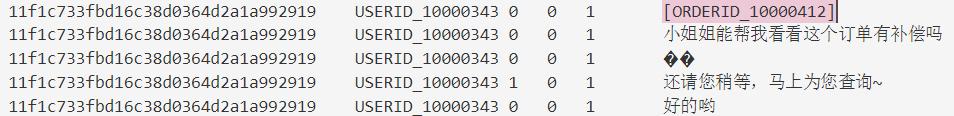 11f1c733fbd16c38d0364d2a1a992919 USERID_10000343 0 0 1 [ORDERID_10000412]
11f1c733fbd16c38d0364d2a1a992919 USERID_10000343 0 0 1 小姐姐能帮我看看这个订单有补偿吗
11f1c733fbd16c38d0364d2a1a992919 USERID_10000343 0 0 1 ��
11f1c733fbd16c38d0364d2a1a992919 USERID_10000343 1 0 1 还请您稍等，马上为您查询~
11f1c733fbd16c38d0364d2a1a992919 USERID_10000343 0 0 1 好的哟